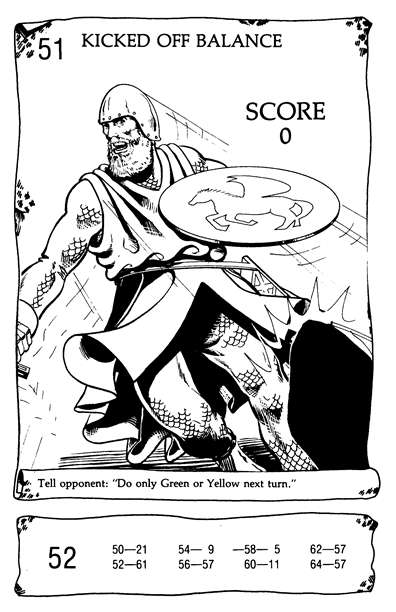 51 KICKED OFF BALANCE
SCORE
0
Tell opponent: "Do only Green or Yellow next turn."
52
50—21 54— 9 —58— 5 62—57
52—61 56—57 60—11 64—57